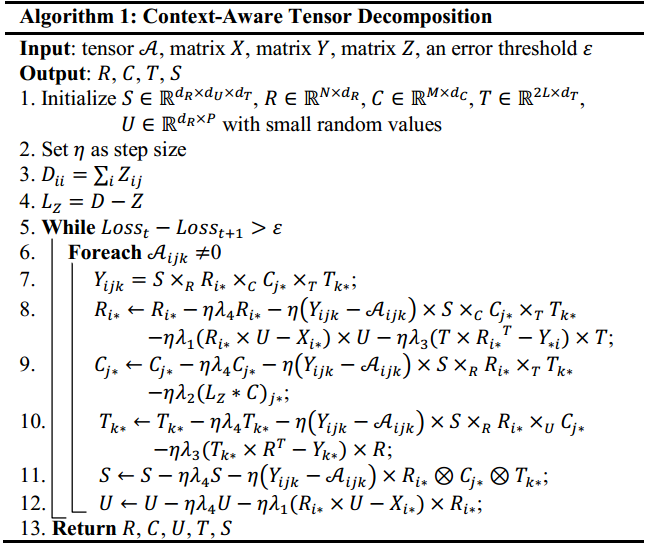 Algorithm 1: Context-Aware Tensor Decomposition
Input: tensor 𝒜, matrix X, matrix Y, matrix Z, an error threshold ε
Output: R, C, T, S
1. Initialize S ∈ ℝ^{d_R×d_U×d_T}, R ∈ ℝ^{N×d_R}, C ∈ ℝ^{M×d_C}, T ∈ ℝ^{2L×d_T},
U ∈ ℝ^{d_R×P} with small random values
2. Set η as step size
3. D_{ii} = ∑_i Z_{ij}
4. L_Z = D − Z
5. While Loss_t − Loss_{t+1} > ε
6. Foreach 𝒜_{ijk} ≠0
7. Y_{ijk} = S ×_R R_{i*} ×_C C_{j*} ×_T T_{k*};
8. R_{i*} ← R_{i*} − ηλ_4R_{i*} − η(Y_{ijk} − 𝒜_{ijk}) × S ×_C C_{j*} ×_T T_{k*}
−ηλ_1(R_{i*} × U − X_{i*}) × U − ηλ_3(T × R_{i*}^T − Y_{*i}) × T;
9. C_{j*} ← C_{j*} − ηλ_4C_{j*} − η(Y_{ijk} − 𝒜_{ijk}) × S ×_R R_{i*} ×_T T_{k*}
−ηλ_2(L_Z * C)_{j*};
10. T_{k*} ← T_{k*} − ηλ_4T_{k*} − η(Y_{ijk} − 𝒜_{ijk}) × S ×_R R_{i*} ×_U C_{j*}
−ηλ_3(T_{k*} × R^T − Y_{k*}) × R;
11. S ← S − ηλ_4S − η(Y_{ijk} − 𝒜_{ijk}) × R_{i*} ⊗ C_{j*} ⊗ T_{k*};
12. U ← U − ηλ_4U − ηλ_1(R_{i*} × U − X_{i*}) × R_{i*};
13. Return R, C, U, T, S